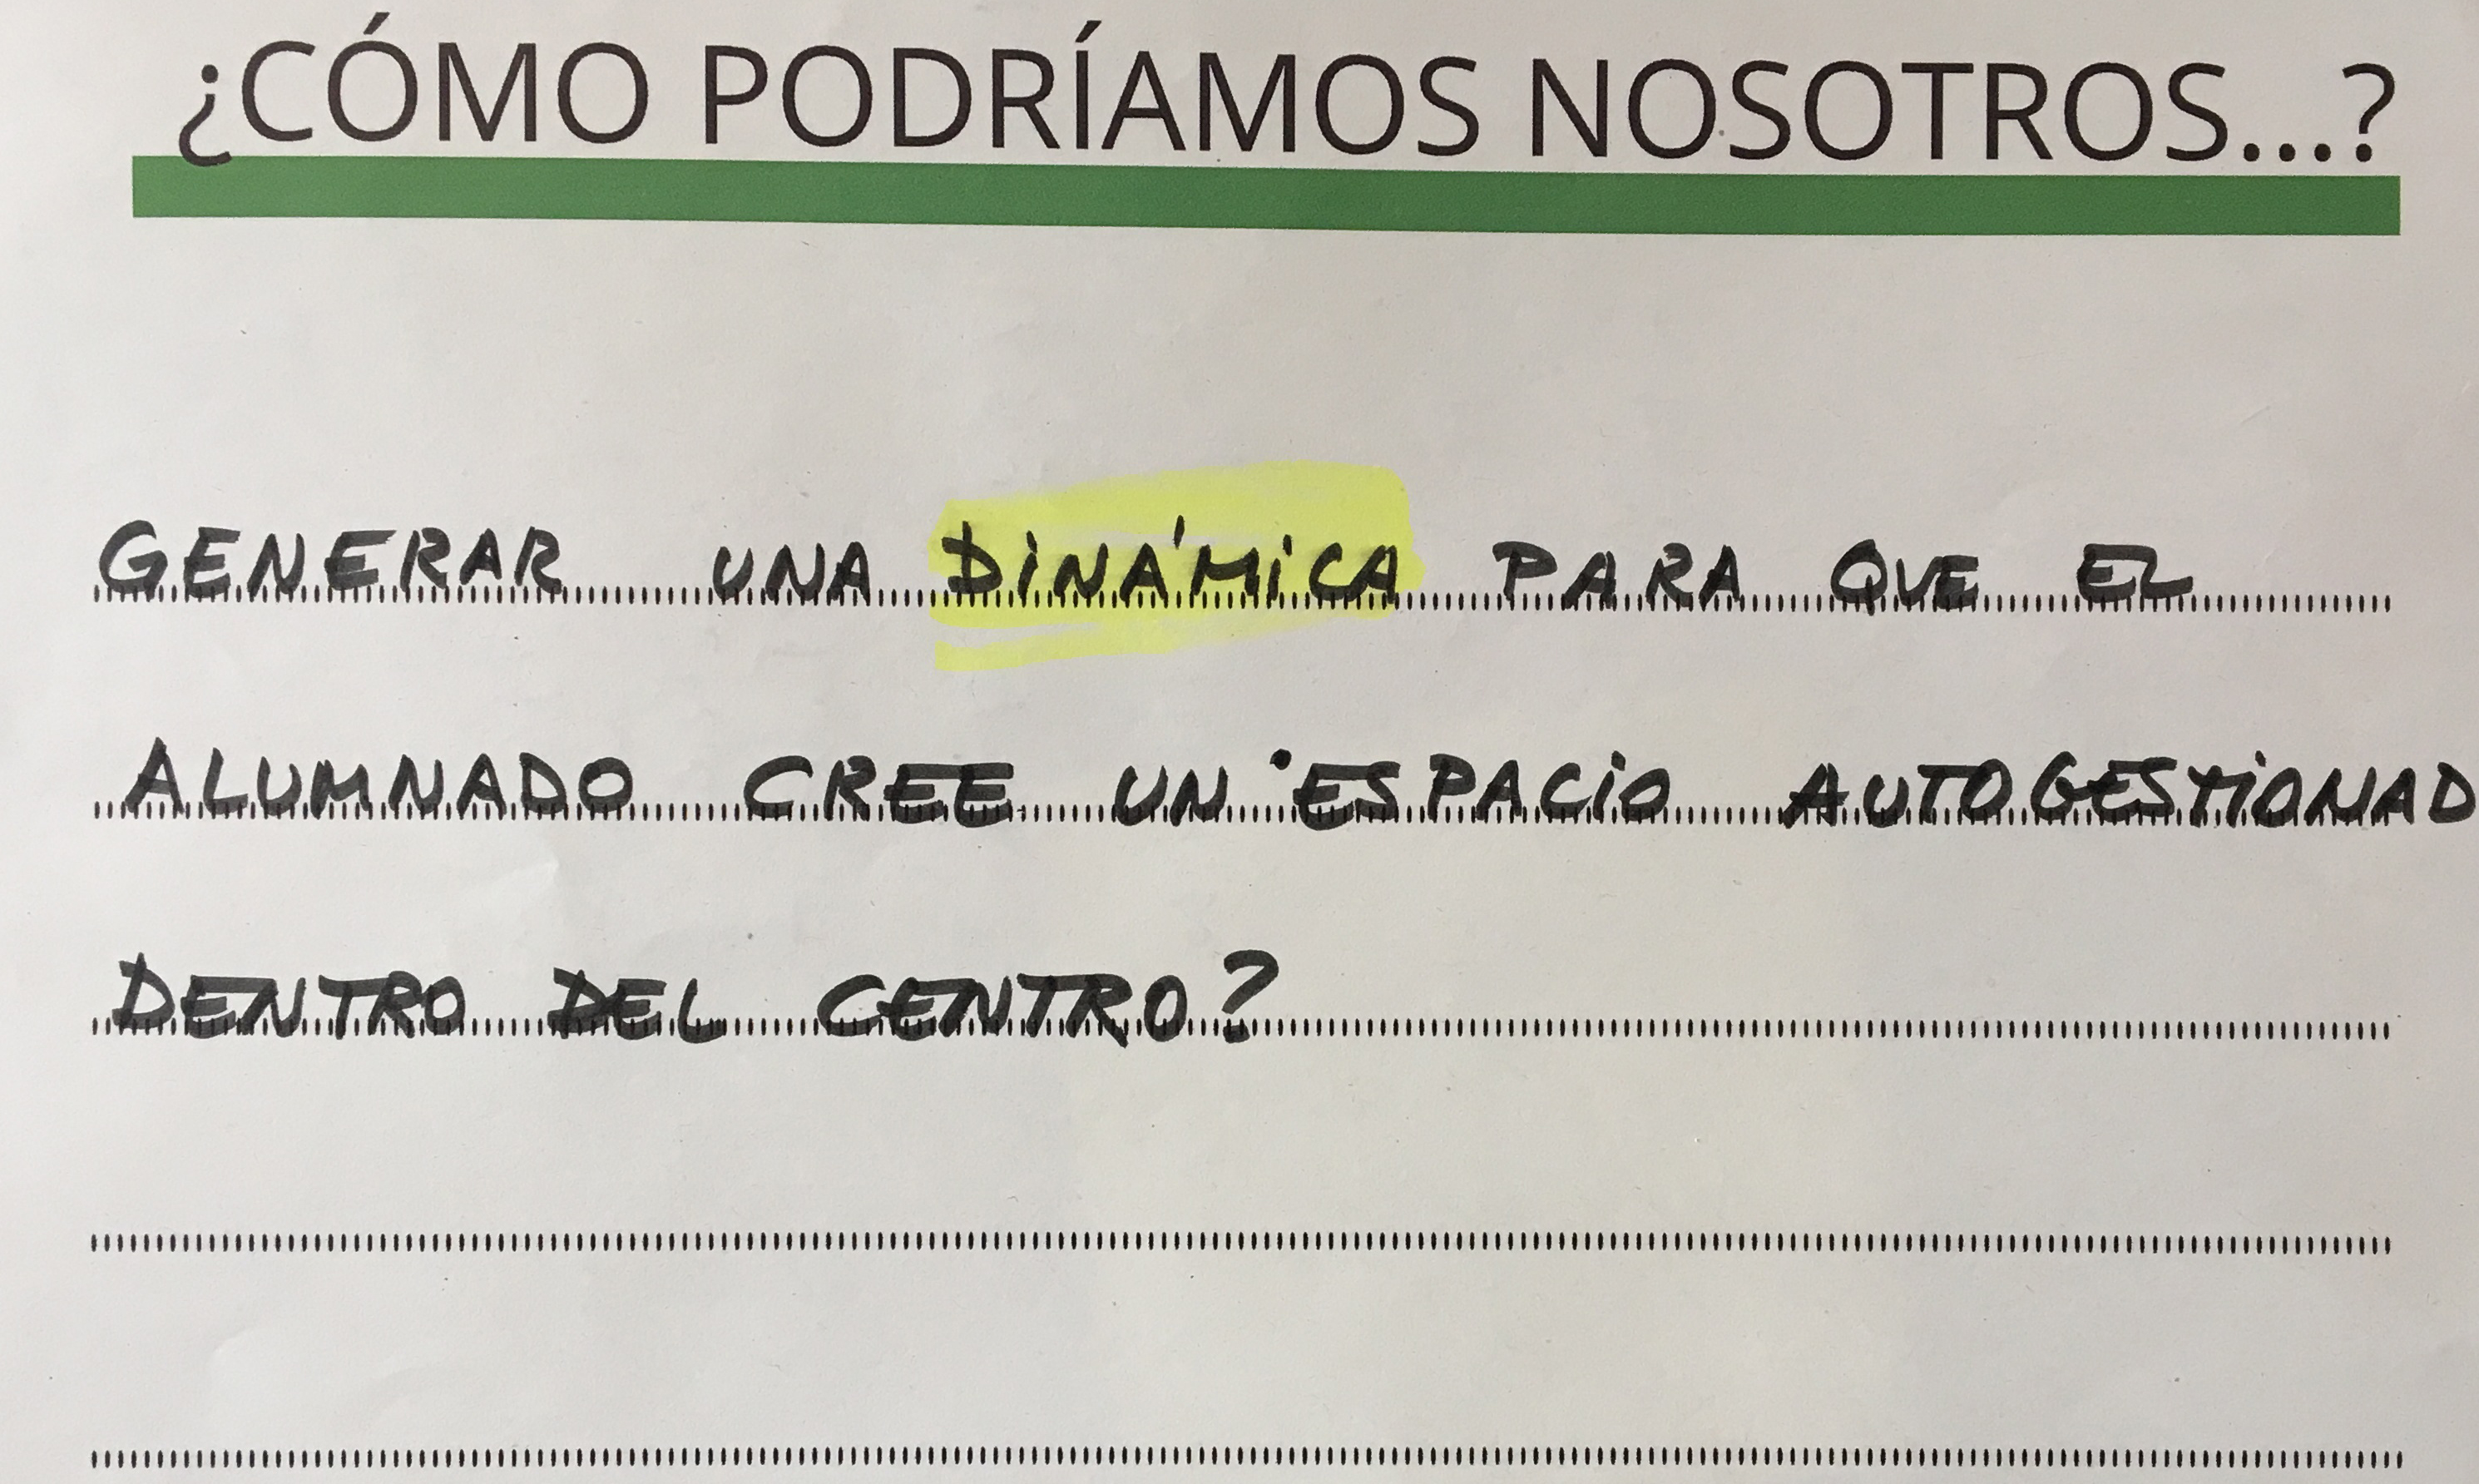 ¿CÓMO PODRÍAMOS NOSOTROS...?
GENERAR UNA DINÁMICA PARA QUE EL
ALUMNADO CREE UN ESPACIO AUTOGESTIONAD
DENTRO DEL CENTRO?